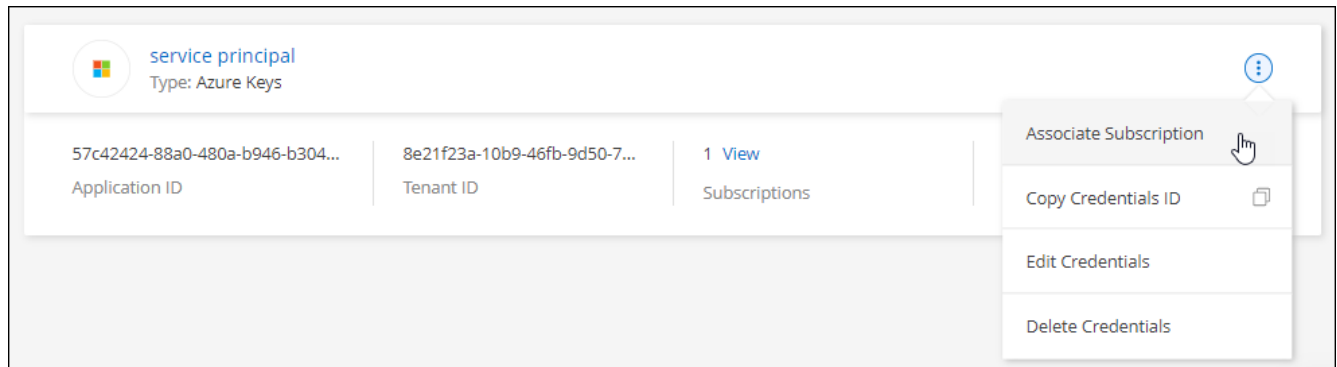 service principal
Type: Azure Keys
57c42424-88a0-480a-b946-b304...
Application ID
8e21f23a-10b9-46fb-9d50-7...
Tenant ID
1 View
Subscriptions
Associate Subscription
Copy Credentials ID
Edit Credentials
Delete Credentials